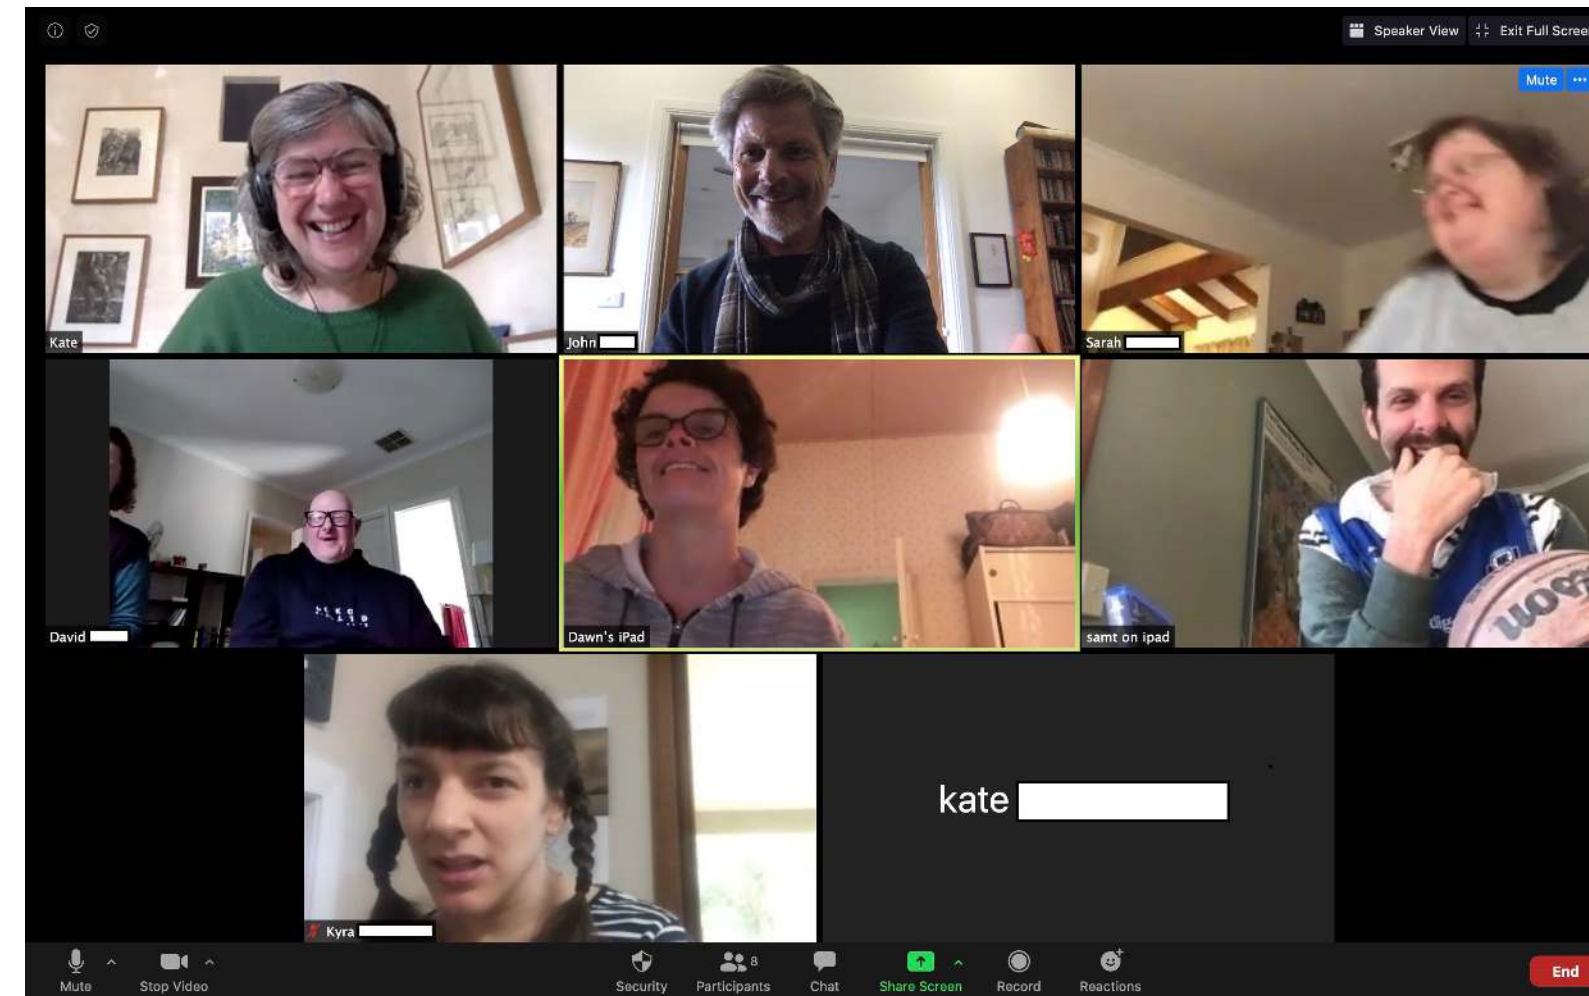 Speaker View Exit Full Scree
Mute
Kate
John
Sarah
David
Dawn's iPad
samt on ipad
Kyra
kate
Mute
Stop Video
Security
Participants
8
Chat
Share Screen
Record
Reactions
End